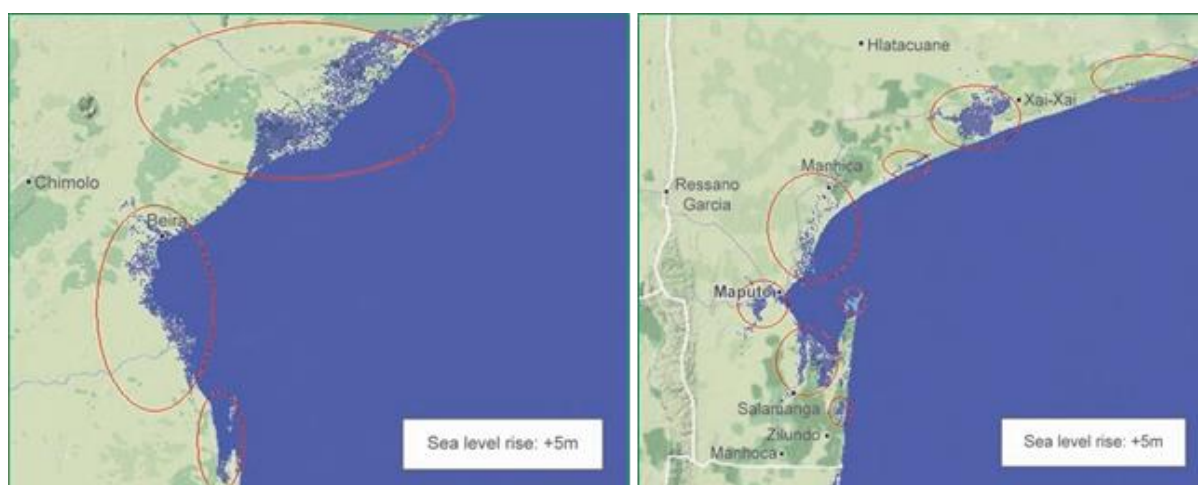 Chimolo
Beira
Sea level rise: +5m
Hlatacuane
Xai-Xai
Manhica
Ressano
Garcia
Maputo
Salamanga
Zilundo
Manhoca
Sea level rise: +5m